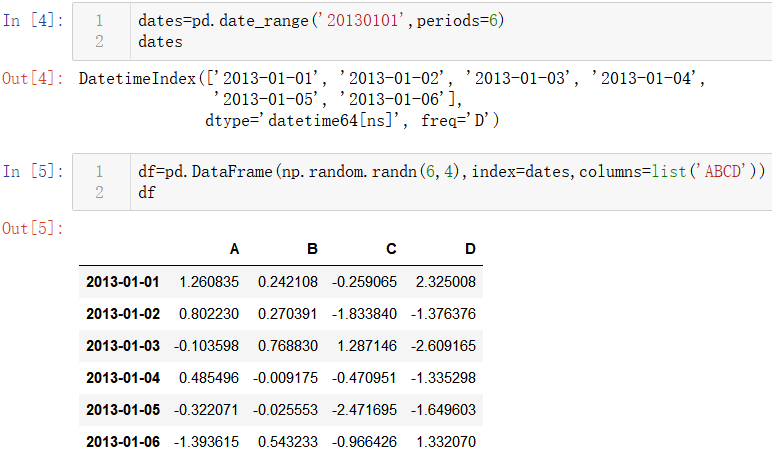 In [4]: 1 dates=pd.date_range('20130101',periods=6)
2 dates
Out[4]: DatetimeIndex(['2013-01-01', '2013-01-02', '2013-01-03', '2013-01-04',
'2013-01-05', '2013-01-06'],
dtype='datetime64[ns]', freq='D')
In [5]: 1 df=pd.DataFrame(np.random.randn(6,4),index=dates,columns=list('ABCD'))
2 df
Out[5]:
A B C D
2013-01-01 1.260835 0.242108 -0.259065 2.325008
2013-01-02 0.802230 0.270391 -1.833840 -1.376376
2013-01-03 -0.103598 0.768830 1.287146 -2.609165
2013-01-04 0.485496 -0.009175 -0.470951 -1.335298
2013-01-05 -0.322071 -0.025553 -2.471695 -1.649603
2013-01-06 -1.393615 0.543233 -0.966426 1.332070